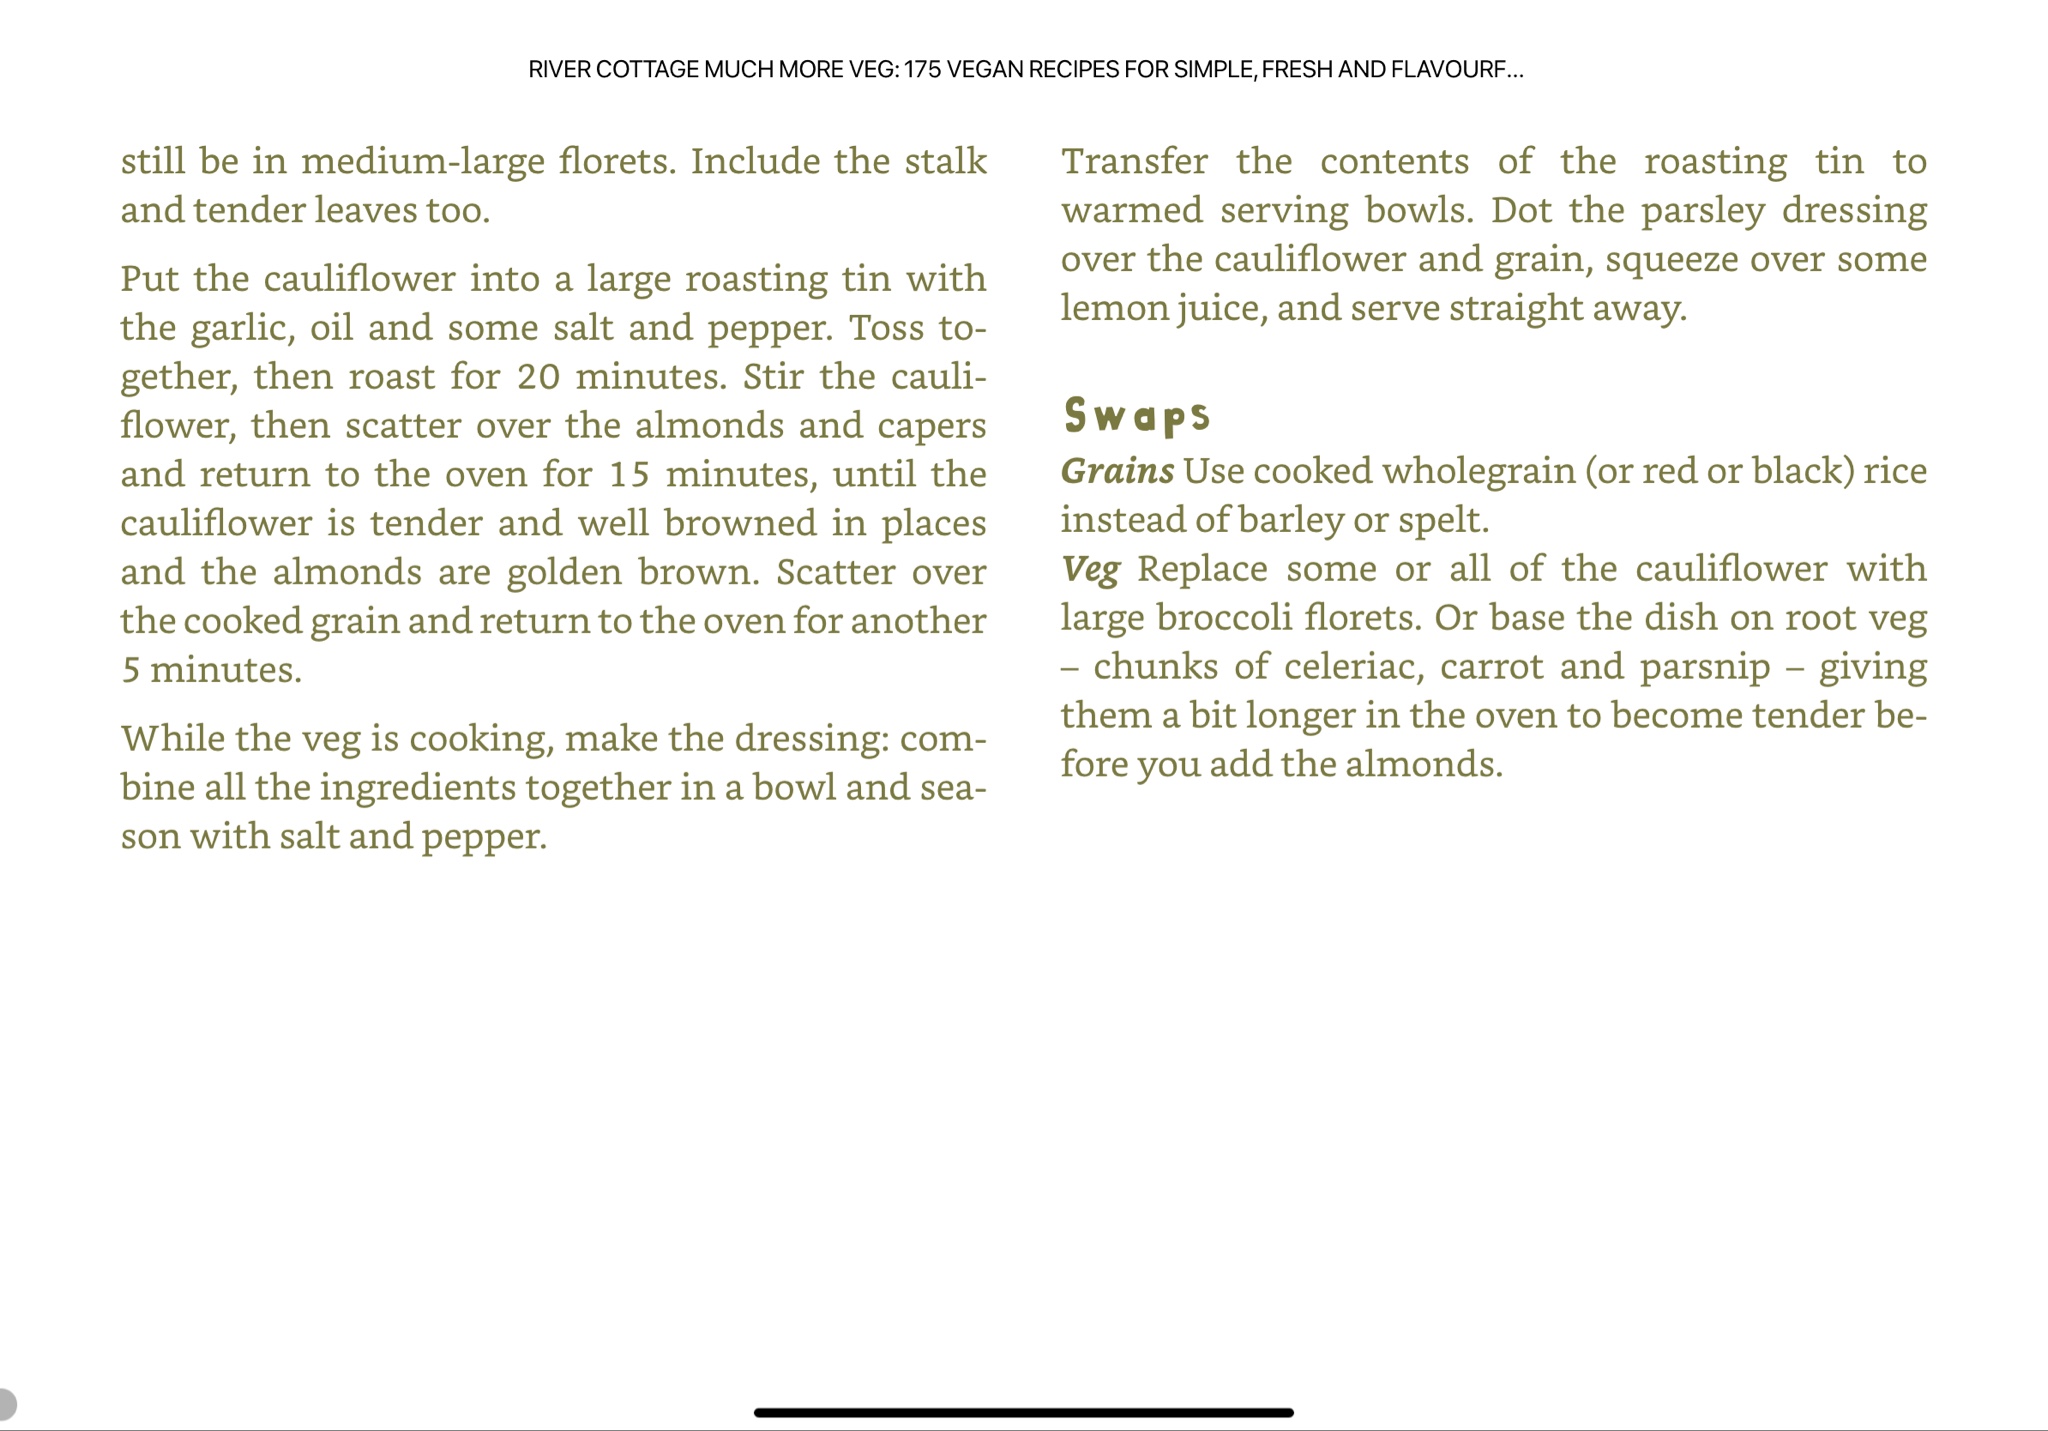 RIVER COTTAGE MUCH MORE VEG: 175 VEGAN RECIPES FOR SIMPLE, FRESH AND FLAVOURF...
still be in medium-large florets. Include the stalk
and tender leaves too.
Put the cauliflower into a large roasting tin with
the garlic, oil and some salt and pepper. Toss to-
gether, then roast for 20 minutes. Stir the cauli-
flower, then scatter over the almonds and capers
and return to the oven for 15 minutes, until the
cauliflower is tender and well browned in places
and the almonds are golden brown. Scatter over
the cooked grain and return to the oven for another
5 minutes.
While the veg is cooking, make the dressing: com-
bine all the ingredients together in a bowl and sea-
son with salt and pepper.
Transfer the contents of the roasting tin to
warmed serving bowls. Dot the parsley dressing
over the cauliflower and grain, squeeze over some
lemon juice, and serve straight away.
Swaps
Grains Use cooked wholegrain (or red or black) rice
instead of barley or spelt.
Veg Replace some or all of the cauliflower with
large broccoli florets. Or base the dish on root veg
– chunks of celeriac, carrot and parsnip – giving
them a bit longer in the oven to become tender be-
fore you add the almonds.